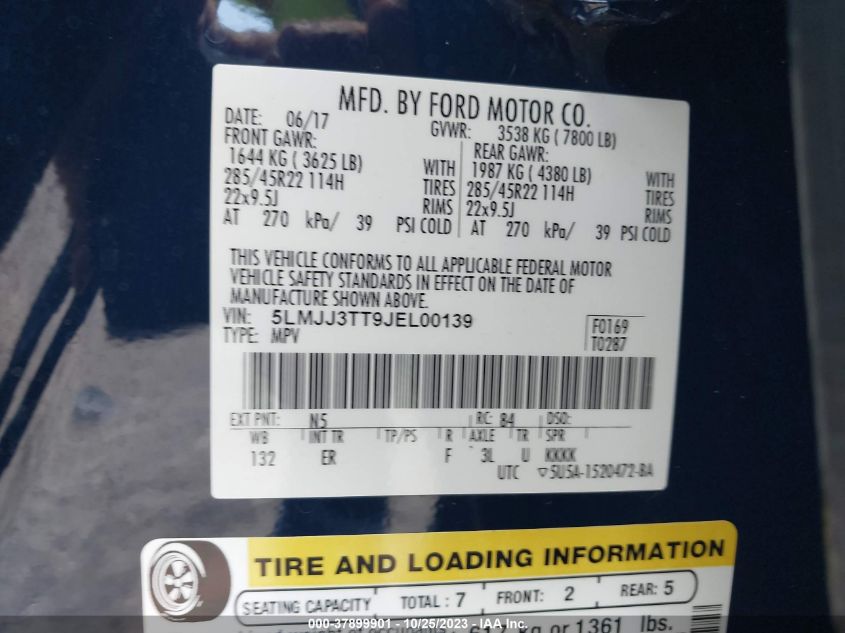 MFD. BY FORD MOTOR CO.
DATE: 06/17 GVWR: 3538 KG ( 7800 LB)
FRONT GAWR: REAR GAWR:
1644 KG ( 3625 LB) WITH 1987 KG ( 4380 LB) WITH
285/45R22 114H TIRES 285/45R22 114H TIRES
22x9.5J RIMS 22x9.5J RIMS
AT 270 kPa/ 39 PSI COLD AT 270 kPa/ 39 PSI COLD
THIS VEHICLE CONFORMS TO ALL APPLICABLE FEDERAL MOTOR
VEHICLE SAFETY STANDARDS IN EFFECT ON THE DATE OF
MANUFACTURE SHOWN ABOVE.
VIN: 5LMJJ3TT9JEL00139 F0169
TYPE: MPV T0287
EXT PNT: N5 RC: 84 DSO:
WB INT TR TP/PS R AXLE TR SPR
132 ER F 3L U KKKK
UTC ▽5U5A-1520472-BA
TIRE AND LOADING INFORMATION
SEATING CAPACITY TOTAL : 7 FRONT: 2 REAR: 5
kg or 1361 lbs.
000-37899901 - 10/25/2023 - IAA Inc.